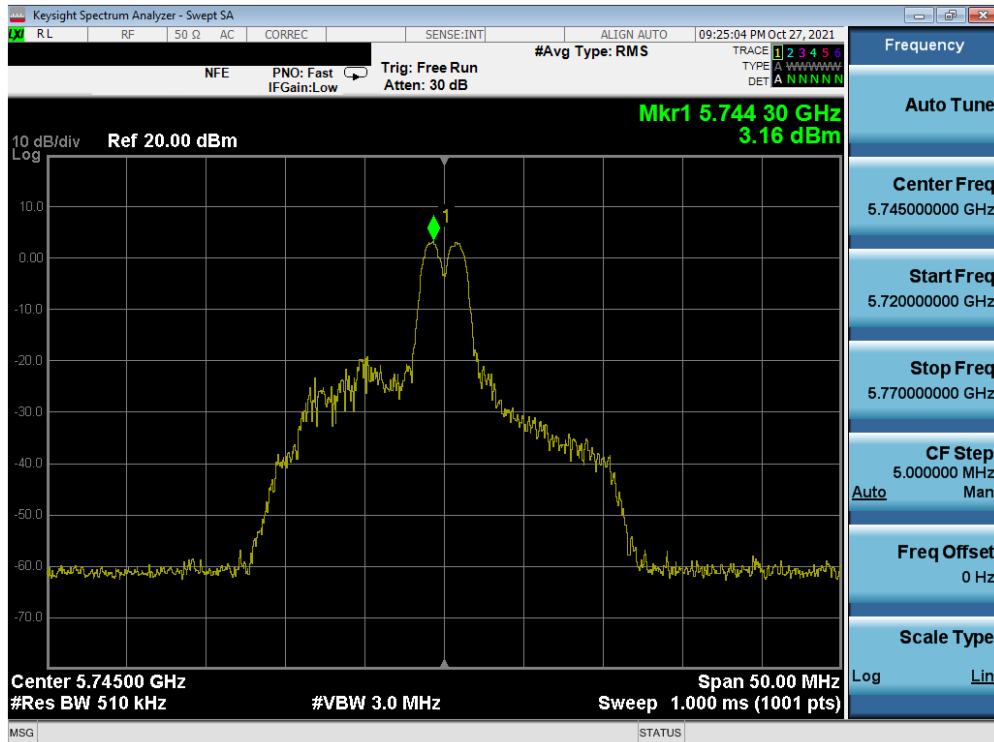 Keysight Spectrum Analyzer - Swept SA
LXI RL RF 50 Ω AC CORREC SENSE:INT ALIGN AUTO 09:25:04 PM Oct 27, 2021
NFE PNO: Fast Trig: Free Run #Avg Type: RMS TRACE 1 2 3 4 5 6
IFGain:Low Atten: 30 dB TYPE A WWWWW
DET A N N N N N
Mkr1 5.744 30 GHz
3.16 dBm
10 dB/div Ref 20.00 dBm
Log
10.0
0.00
-10.0
-20.0
-30.0
-40.0
-50.0
-60.0
-70.0
1
Center 5.74500 GHz Span 50.00 MHz
#Res BW 510 kHz #VBW 3.0 MHz Sweep 1.000 ms (1001 pts)
MSG STATUS
Frequency
Auto Tune
Center Freq
5.745000000 GHz
Start Freq
5.720000000 GHz
Stop Freq
5.770000000 GHz
CF Step
5.000000 MHz
Auto Man
Freq Offset
0 Hz
Scale Type
Log Lin